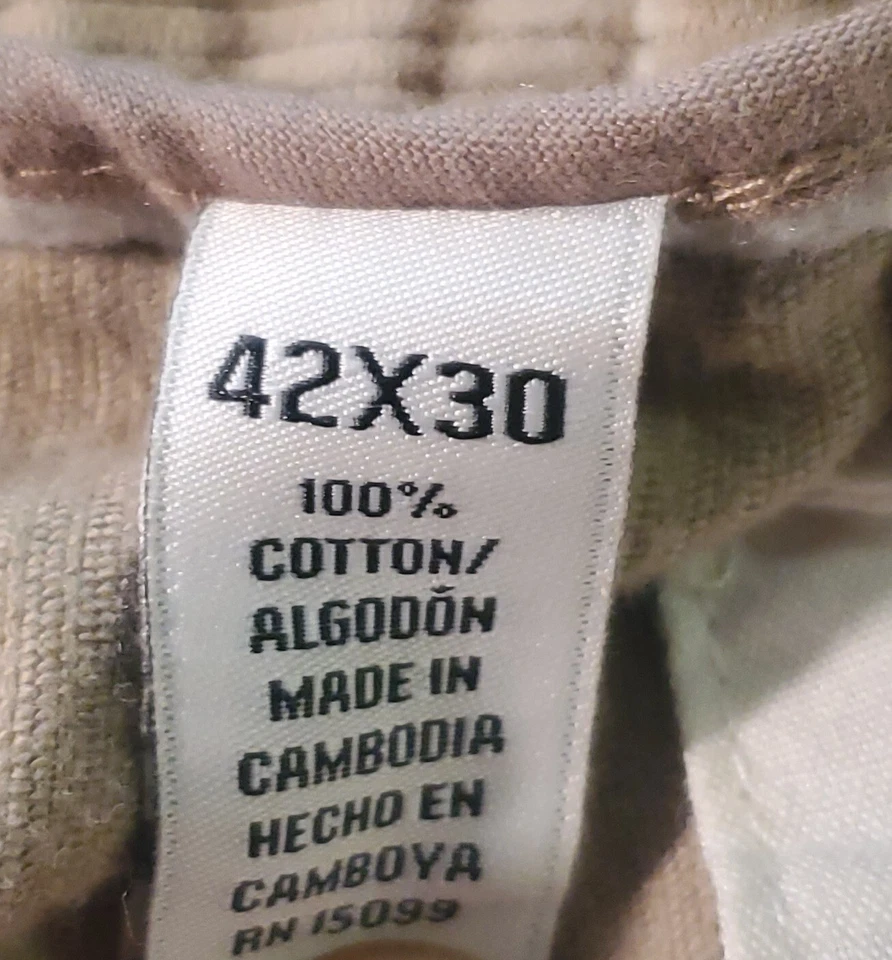 42X30
100%
COTTON/
ALGODÓN
MADE IN
CAMBODIA
HECHO EN
CAMBOYA
RN 15099